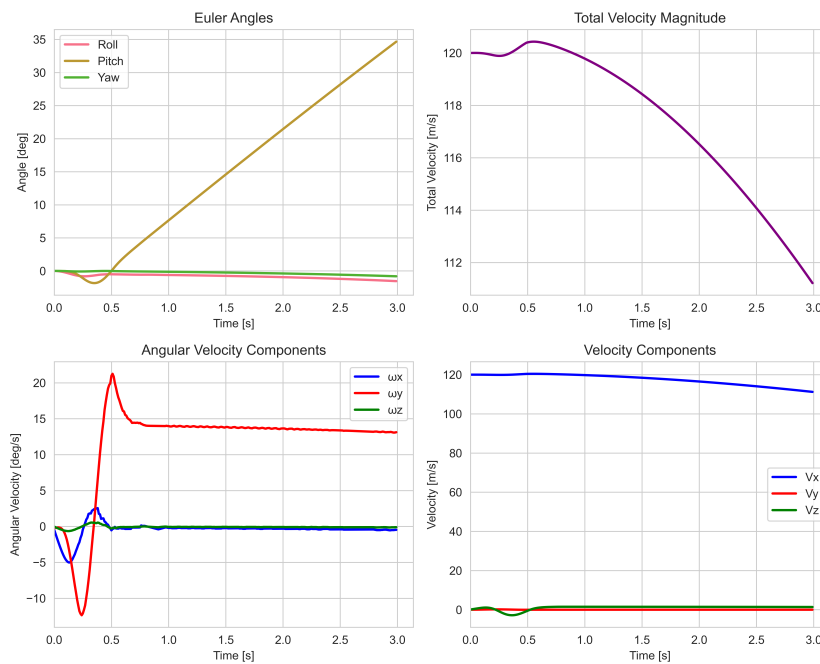 Euler Angles
Angle [deg]
35
30
25
20
15
10
5
0
Roll
Pitch
Yaw
0.0 0.5 1.0 1.5 2.0 2.5 3.0
Time [s]
Total Velocity Magnitude
Total Velocity [m/s]
120
118
116
114
112
0.0 0.5 1.0 1.5 2.0 2.5 3.0
Time [s]
Angular Velocity Components
Angular Velocity [deg/s]
20
15
10
5
0
−5
−10
ωx
ωy
ωz
0.0 0.5 1.0 1.5 2.0 2.5 3.0
Time [s]
Velocity Components
Velocity [m/s]
120
100
80
60
40
20
0
Vx
Vy
Vz
0.0 0.5 1.0 1.5 2.0 2.5 3.0
Time [s]